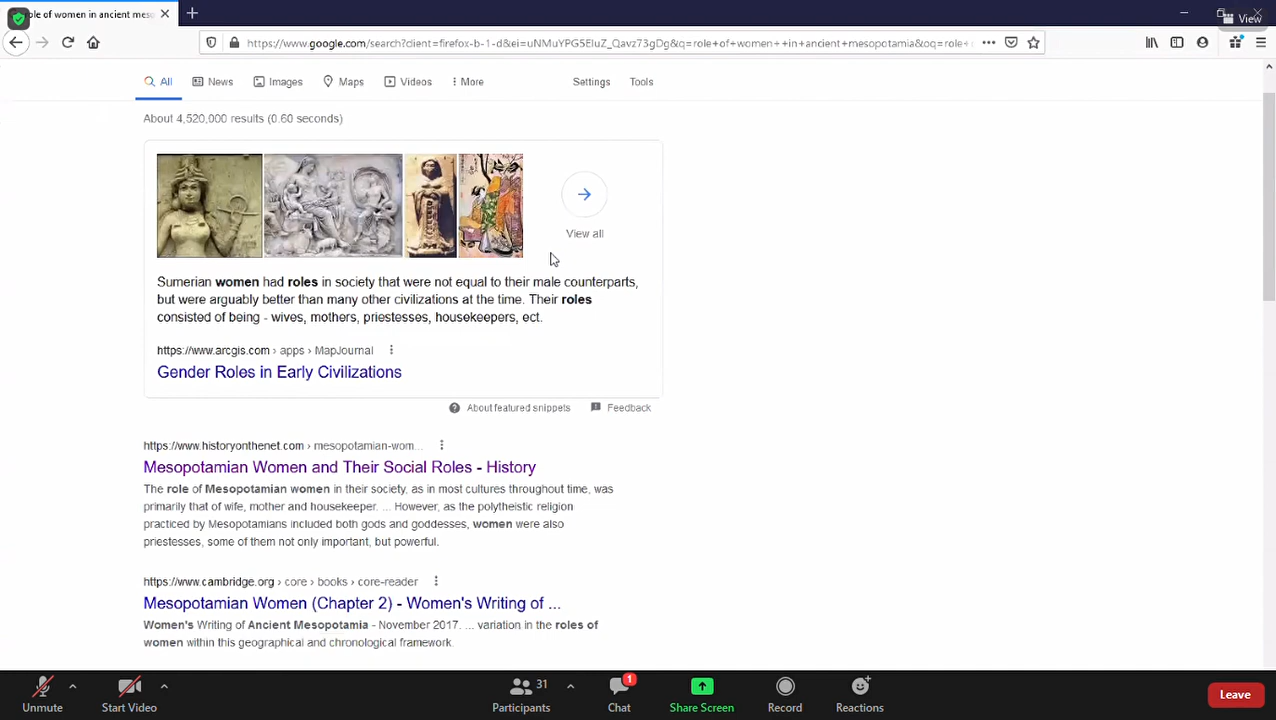 ole of women in ancient meso
View
https://www.google.com/search?client=firefox-b-1-d&ei=uNMuYPG5EIuZ_Qavz73gDg&q=role+of+women++in+ancient+mesopotamia&oq=role+
All News Images Maps Videos More Settings Tools
About 4,520,000 results (0.60 seconds)
View all
Sumerian women had roles in society that were not equal to their male counterparts,
but were arguably better than many other civilizations at the time. Their roles
consisted of being - wives, mothers, priestesses, housekeepers, ect.
https://www.arcgis.com › apps › MapJournal
Gender Roles in Early Civilizations
About featured snippets Feedback
https://www.historyonthenet.com › mesopotamian-wom...
Mesopotamian Women and Their Social Roles - History
The role of Mesopotamian women in their society, as in most cultures throughout time, was
primarily that of wife, mother and housekeeper. ... However, as the polytheistic religion
practiced by Mesopotamians included both gods and goddesses, women were also
priestesses, some of them not only important, but powerful.
https://www.cambridge.org › core › books › core-reader
Mesopotamian Women (Chapter 2) - Women's Writing of ...
Women's Writing of Ancient Mesopotamia - November 2017. ... variation in the roles of
women within this geographical and chronological framework.
31 1
Unmute Start Video Participants Chat Share Screen Record Reactions Leave